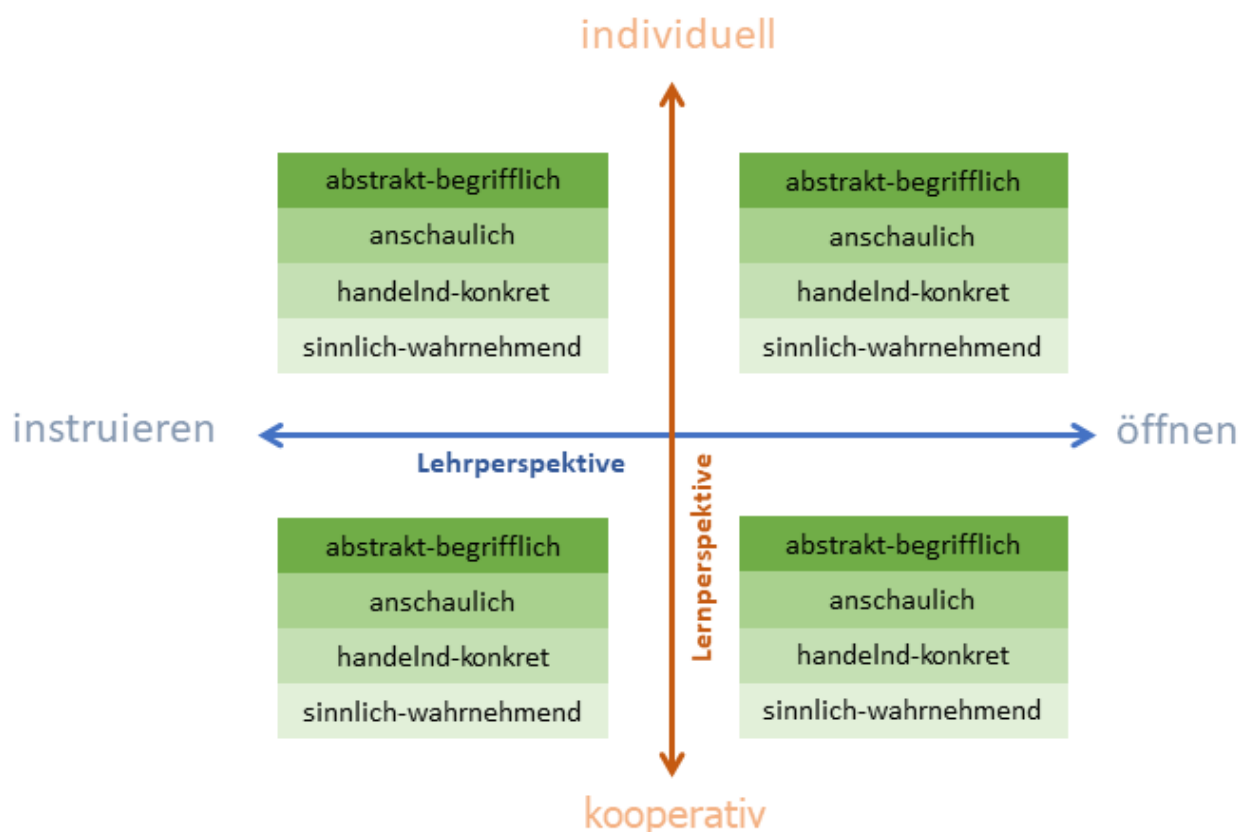 individuell
abstrakt-begrifflich
anschaulich
handelnd-konkret
sinnlich-wahrnehmend
abstrakt-begrifflich
anschaulich
handelnd-konkret
sinnlich-wahrnehmend
instruieren
öffnen
Lehrperspektive
Lernperspektive
abstrakt-begrifflich
anschaulich
handelnd-konkret
sinnlich-wahrnehmend
abstrakt-begrifflich
anschaulich
handelnd-konkret
sinnlich-wahrnehmend
kooperativ